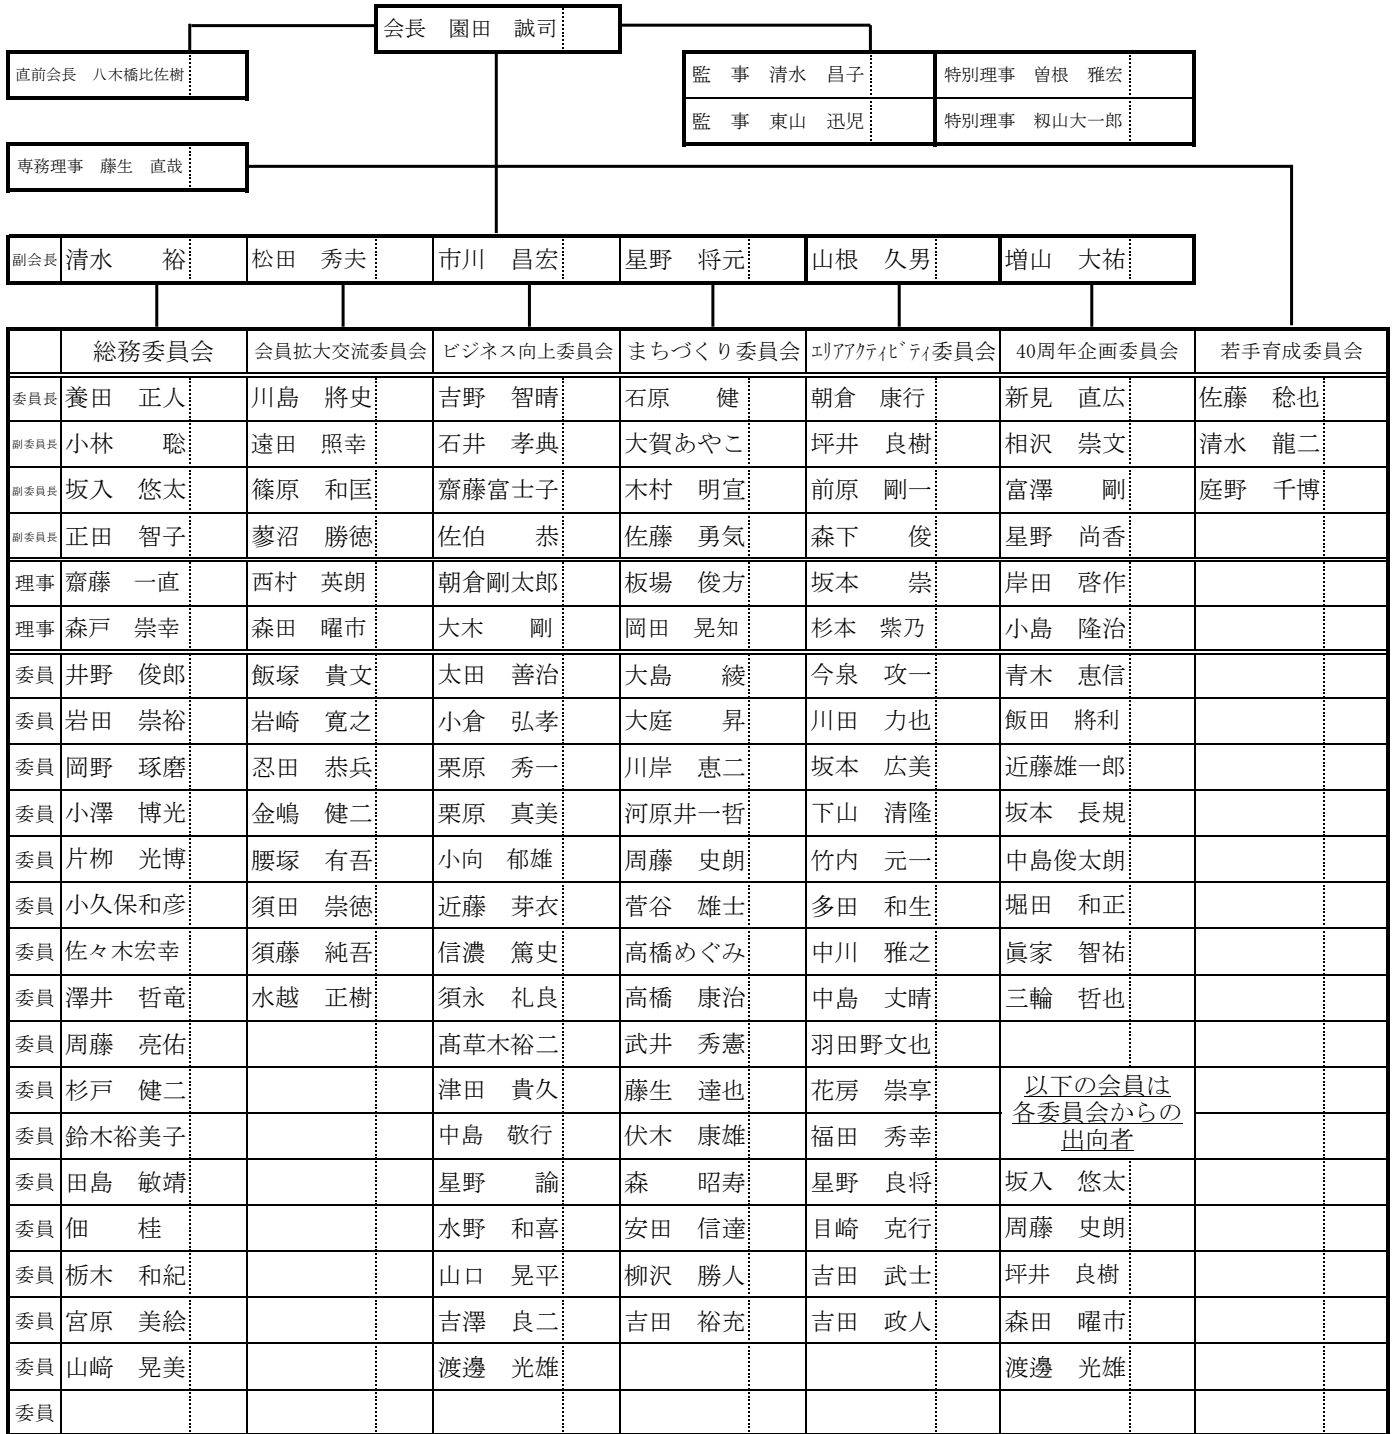 会長　園田　誠司
直前会長　八木橋比佐樹
監　事　清水　昌子　特別理事　曽根　雅宏
監　事　東山　迅児　特別理事　籾山大一郎
専務理事　藤生　直哉
副会長　清水　　裕　松田　秀夫　市川　昌宏　星野　将元　山根　久男　増山　大祐
総務委員会　会員拡大交流委員会　ビジネス向上委員会　まちづくり委員会　ｴﾘｱｱｸﾃｨﾋﾞﾃｨ委員会　40周年企画委員会　若手育成委員会
委員長　養田　正人　川島　將史　吉野　智晴　石原　　健　朝倉　康行　新見　直広　佐藤　稔也
副委員長　小林　　聡　遠田　照幸　石井　孝典　大賀あやこ　坪井　良樹　相沢　崇文　清水　龍二
副委員長　坂入　悠太　篠原　和匡　齋藤富士子　木村　明宣　前原　剛一　富澤　　剛　庭野　千博
副委員長　正田　智子　蓼沼　勝徳　佐伯　　恭　佐藤　勇気　森下　　俊　星野　尚香
理事　齋藤　一直　西村　英朗　朝倉剛太郎　板場　俊方　坂本　　崇　岸田　啓作
理事　森戸　崇幸　森田　曜市　大木　　剛　岡田　晃知　杉本　紫乃　小島　隆治
委員　井野　俊郎　飯塚　貴文　太田　善治　大島　　綾　今泉　攻一　青木　恵信
委員　岩田　崇裕　岩崎　寛之　小倉　弘孝　大庭　　昇　川田　力也　飯田　將利
委員　岡野　琢磨　忍田　恭兵　栗原　秀一　川岸　恵二　坂本　広美　近藤雄一郎
委員　小澤　博光　金嶋　健二　栗原　真美　河原井一哲　下山　清隆　坂本　長規
委員　片栁　光博　腰塚　有吾　小向　郁雄　周藤　史朗　竹内　元一　中島俊太朗
委員　小久保和彦　須田　崇徳　近藤　芽衣　菅谷　雄士　多田　和生　堀田　和正
委員　佐々木宏幸　須藤　純吾　信濃　篤史　高橋めぐみ　中川　雅之　眞家　智祐
委員　澤井　哲竜　水越　正樹　須永　礼良　高橋　康治　中島　丈晴　三輪　哲也
委員　周藤　亮佑　髙草木裕二　武井　秀憲　羽田野文也
委員　杉戸　健二　津田　貴久　藤生　達也　花房　崇享　以下の会員は
各委員会からの
委員　鈴木裕美子　中島　敬行　伏木　康雄　福田　秀幸　出向者
委員　田島　敏靖　星野　　諭　森　　昭寿　星野　良将　坂入　悠太
委員　佃　　桂　水野　和喜　安田　信達　目崎　克行　周藤　史朗
委員　栃木　和紀　山口　晃平　柳沢　勝人　吉田　武士　坪井　良樹
委員　宮原　美絵　吉澤　良二　吉田　裕充　吉田　政人　森田　曜市
委員　山﨑　晃美　渡邊　光雄　渡邊　光雄
委員